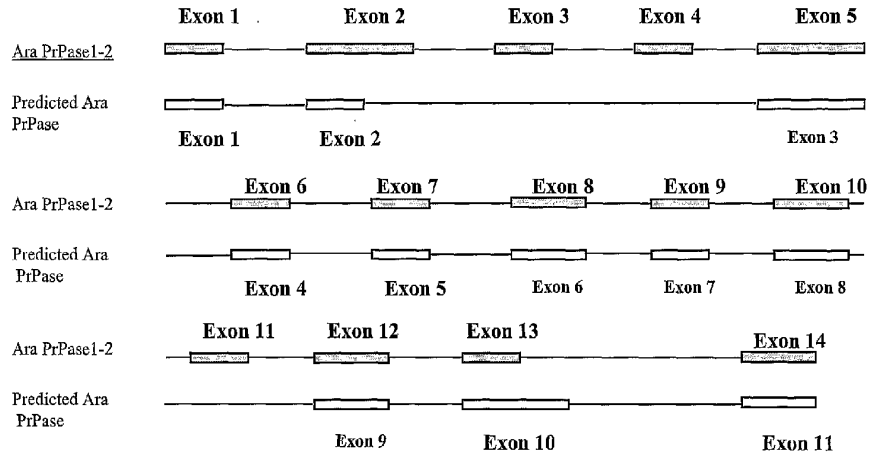 Exon 1 Exon 2 Exon 3 Exon 4 Exon 5
Ara PrPase1-2
Predicted Ara
PrPase
Exon 1 Exon 2 Exon 3
Exon 6 Exon 7 Exon 8 Exon 9 Exon 10
Ara PrPase1-2
Predicted Ara
PrPase
Exon 4 Exon 5 Exon 6 Exon 7 Exon 8
Exon 11 Exon 12 Exon 13
Ara PrPase1-2 Exon 14
Predicted Ara
PrPase
Exon 9 Exon 10 Exon 11